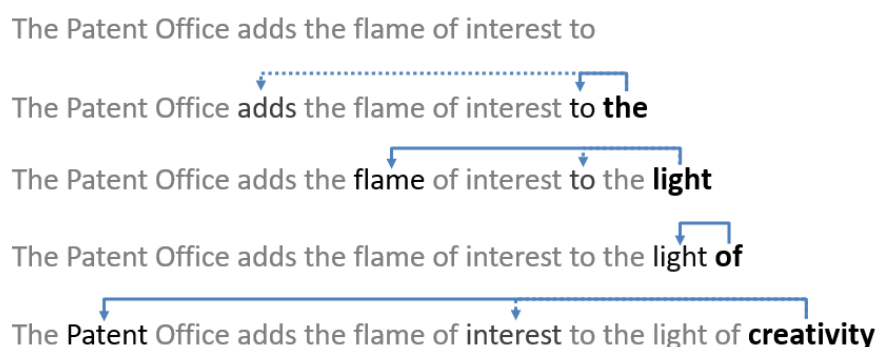 The Patent Office adds the flame of interest to
The Patent Office adds the flame of interest to the
The Patent Office adds the flame of interest to the light
The Patent Office adds the flame of interest to the light of
The Patent Office adds the flame of interest to the light of creativity